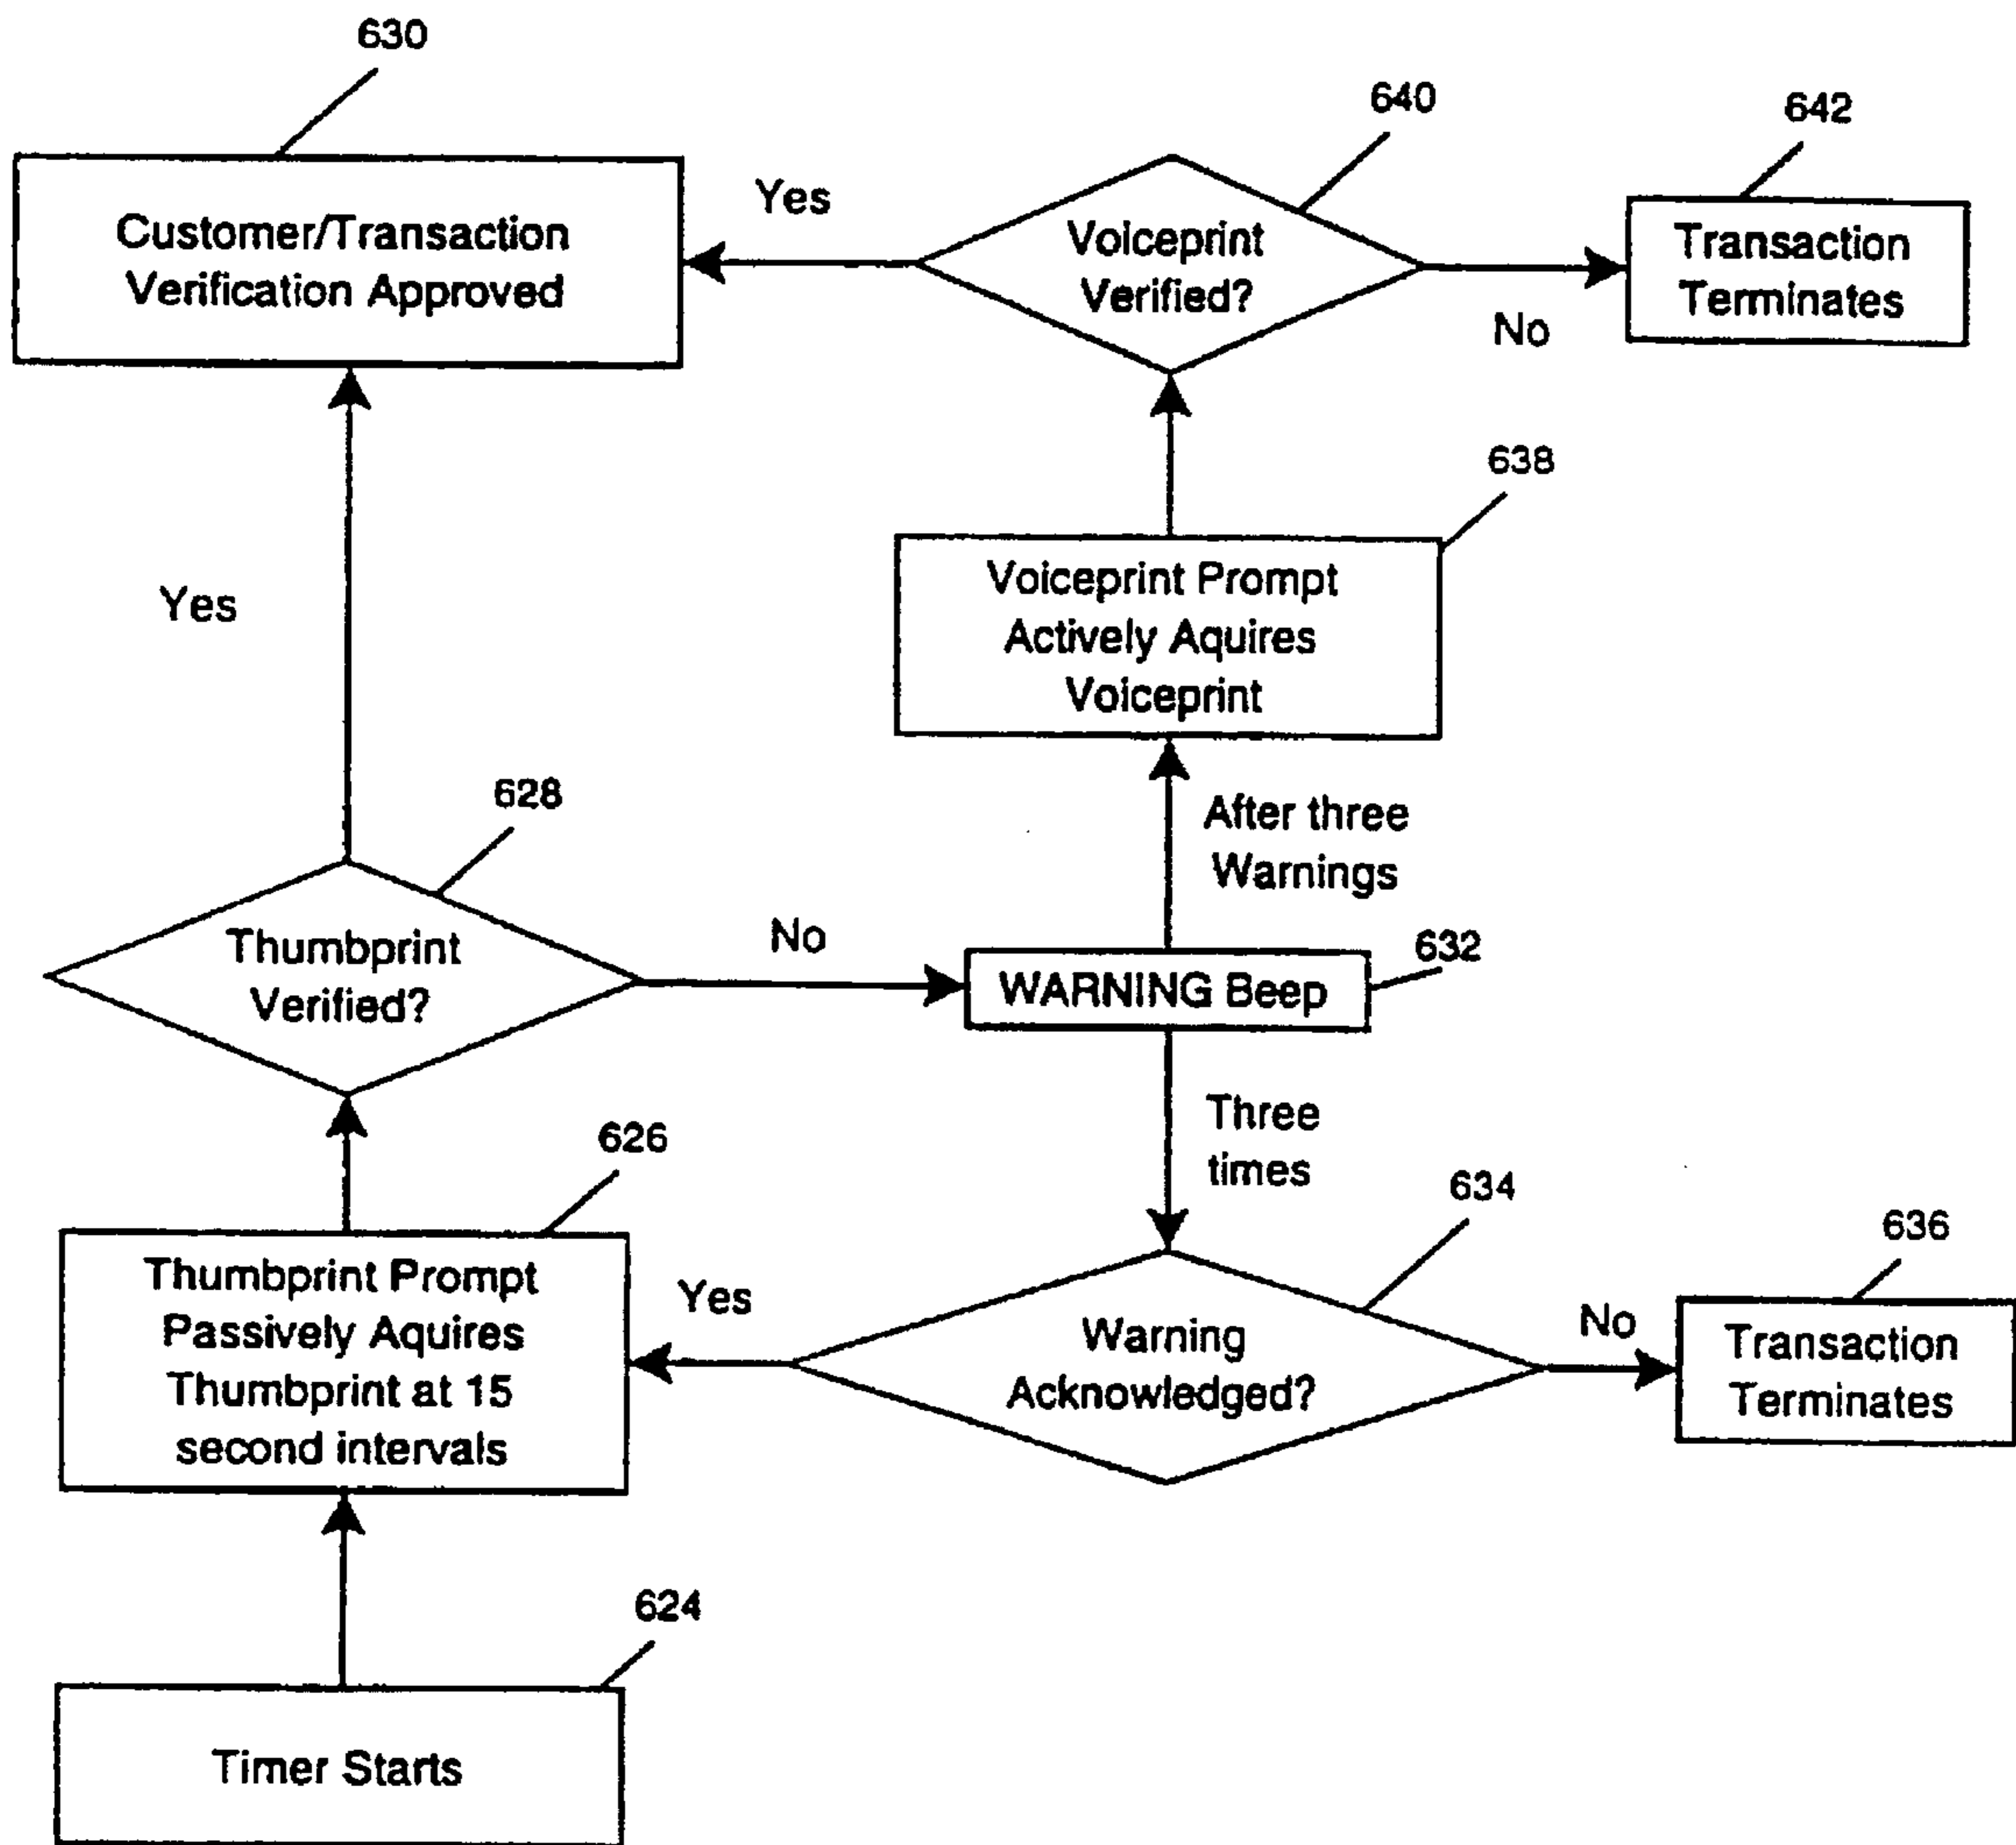 630
640
642
Customer/Transaction
Verification Approved
Yes
Voiceprint
Verified?
Transaction
Terminates
No
638
Voiceprint Prompt
Actively Aquires
Voiceprint
Yes
628
After three
Warnings
Thumbprint
Verified?
No
632
WARNING Beep
Three
times
626
634
636
Thumbprint Prompt
Passively Aquires
Thumbprint at 15
second intervals
Yes
Warning
Acknowledged?
No
Transaction
Terminates
624
Timer Starts